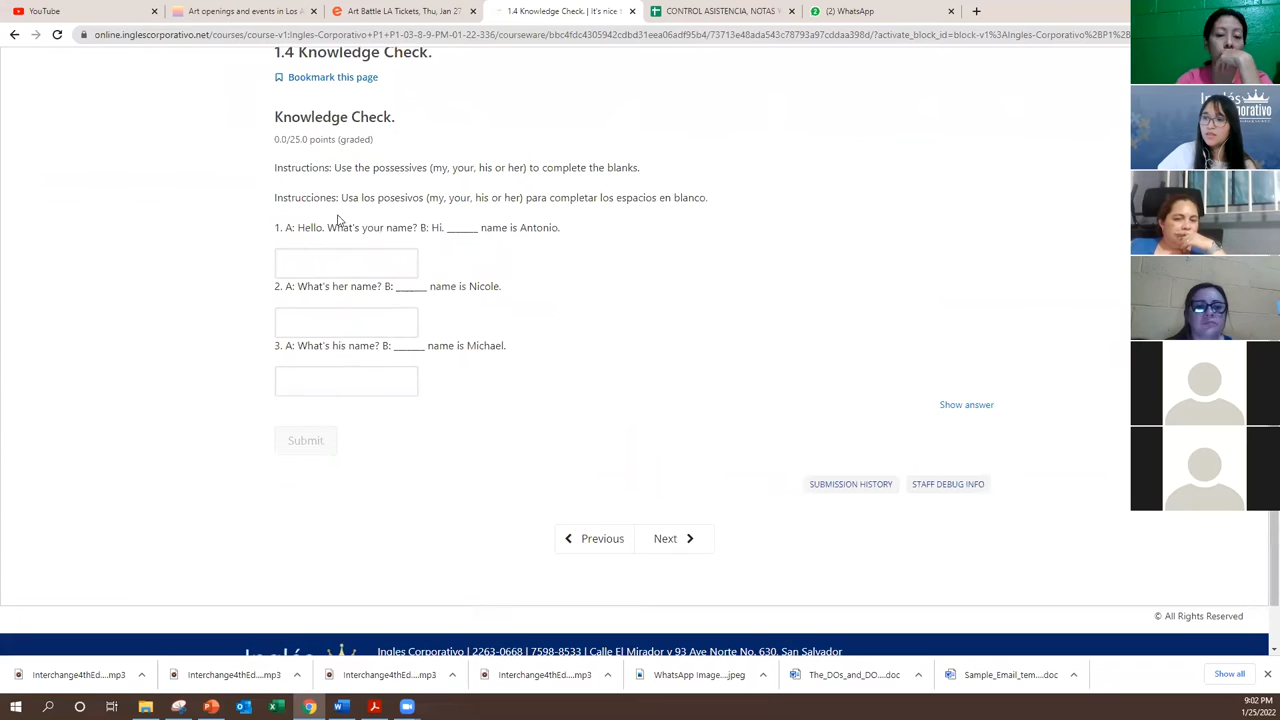 YouTube
Art openings and events in Los A
Art Battle LA Tickets, Thu, Jan 27
1.4 Knowledge Check. | It's nice t
CONTROL ASISTENCIA, NOTAS Y
(2) WhatsApp
online.inglescorporativo.net/courses/course-v1:Ingles-Corporativo+P1+P1-03-8-9-PM-01-22-336/courseware/bbc4fdc4305942cdbd31eea06adf95b4/73713e48ada543c78793a97cddaa398d/?activate_block_id=block-v1%3AIngles-Corporativo%2BP1%2B
1.4 Knowledge Check.
Bookmark this page
Knowledge Check.
0.0/25.0 points (graded)
Instructions: Use the possessives (my, your, his or her) to complete the blanks.
Instrucciones: Usa los posesivos (my, your, his or her) para completar los espacios en blanco.
1. A: Hello. What's your name? B: Hi. ______ name is Antonio.
2. A: What's her name? B: ______ name is Nicole.
3. A: What's his name? B: ______ name is Michael.
Show answer
Submit
SUBMISSION HISTORY
STAFF DEBUG INFO
Previous
Next
© All Rights Reserved
Ingles Corporativo | 2263-0668 | 7598-8533 | Calle El Mirador y 93 Ave Norte No. 630, San Salvador
Interchange4thEd....mp3
Interchange4thEd....mp3
Interchange4thEd....mp3
Interchange4thEd....mp3
WhatsApp Image....jpeg
The_DOs_and_DO....doc
Sample_Email_tem....doc
Show all
9:02 PM
1/25/2022